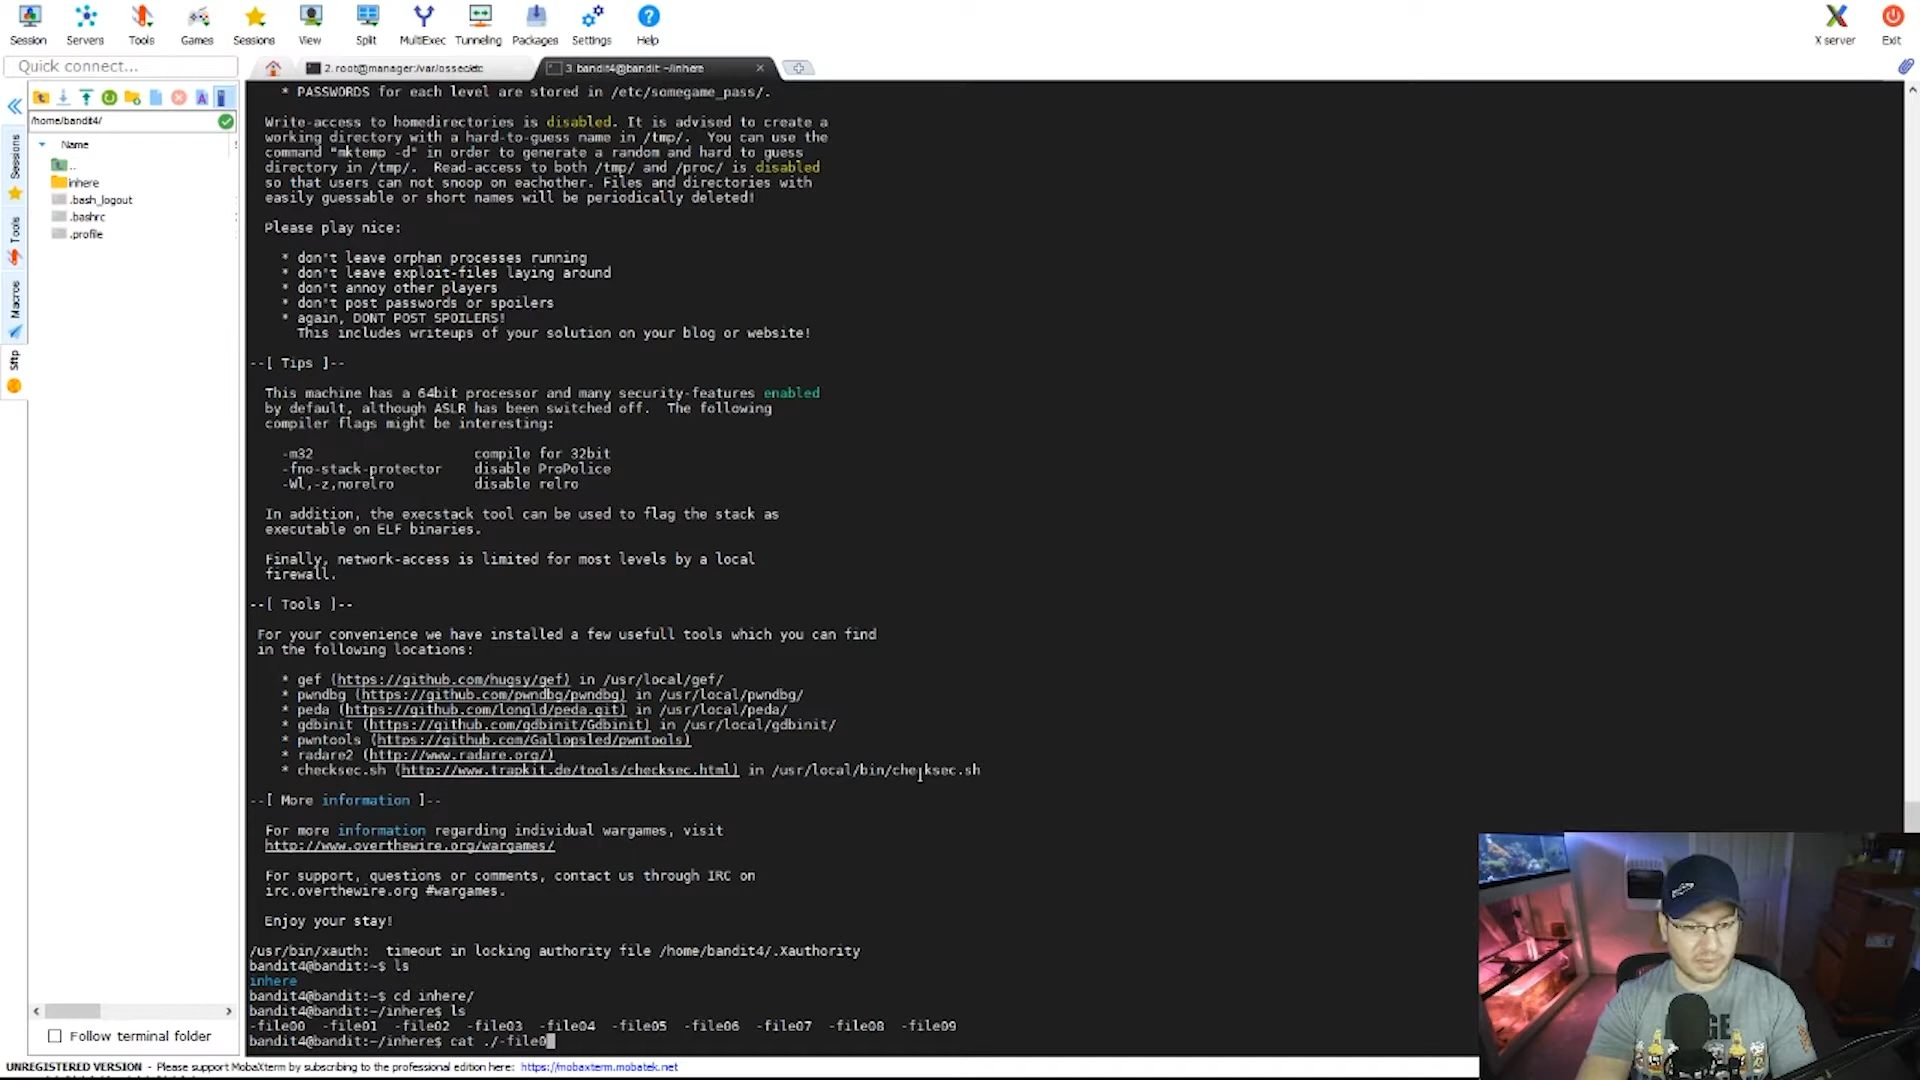 Session
Servers
Tools
Games
Sessions
View
Split
MultiExec
Tunneling
Packages
Settings
Help
X server
Exit
Quick connect...
2. root@manager:/var/ossec/etc
3. bandit4@bandit: ~/inhere
/home/bandit4/
Name
..
inhere
.bash_logout
.bashrc
.profile
Sessions
Tools
Macros
Sftp
* PASSWORDS for each level are stored in /etc/somegame_pass/.
Write-access to homedirectories is disabled. It is advised to create a
working directory with a hard-to-guess name in /tmp/.  You can use the
command "mktemp -d" in order to generate a random and hard to guess
directory in /tmp/.  Read-access to both /tmp/ and /proc/ is disabled
so that users can not snoop on eachother. Files and directories with
easily guessable or short names will be periodically deleted!
Please play nice:
* don't leave orphan processes running
* don't leave exploit-files laying around
* don't annoy other players
* don't post passwords or spoilers
* again, DONT POST SPOILERS!
This includes writeups of your solution on your blog or website!
--[ Tips ]--
This machine has a 64bit processor and many security-features enabled
by default, although ASLR has been switched off.  The following
compiler flags might be interesting:
-m32 compile for 32bit
-fno-stack-protector disable ProPolice
-Wl,-z,norelro disable relro
In addition, the execstack tool can be used to flag the stack as
executable on ELF binaries.
Finally, network-access is limited for most levels by a local
firewall.
--[ Tools ]--
For your convenience we have installed a few usefull tools which you can find
in the following locations:
* gef (https://github.com/hugsy/gef) in /usr/local/gef/
* pwndbg (https://github.com/pwndbg/pwndbg) in /usr/local/pwndbg/
* peda (https://github.com/longld/peda.git) in /usr/local/peda/
* gdbinit (https://github.com/gdbinit/Gdbinit) in /usr/local/gdbinit/
* pwntools (https://github.com/Gallopsled/pwntools)
* radare2 (http://www.radare.org/)
* checksec.sh (http://www.trapkit.de/tools/checksec.html) in /usr/local/bin/checksec.sh
--[ More information ]--
For more information regarding individual wargames, visit
http://www.overthewire.org/wargames/
For support, questions or comments, contact us through IRC on
irc.overthewire.org #wargames.
Enjoy your stay!
/usr/bin/xauth:  timeout in locking authority file /home/bandit4/.Xauthority
bandit4@bandit:~$ ls
inhere
bandit4@bandit:~$ cd inhere/
bandit4@bandit:~/inhere$ ls
-file00  -file01  -file02  -file03  -file04  -file05  -file06  -file07  -file08  -file09
bandit4@bandit:~/inhere$ cat ./-file0
Follow terminal folder
UNREGISTERED VERSION - Please support MobaXterm by subscribing to the professional edition here: https://mobaxterm.mobatek.net